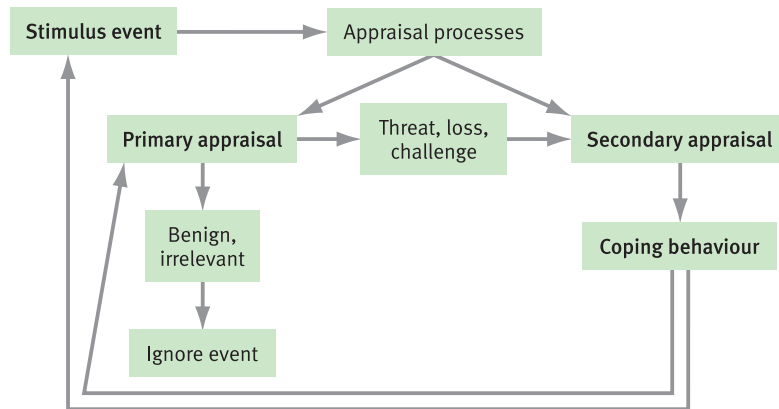 Stimulus event
Appraisal processes
Primary appraisal
Threat, loss,
challenge
Secondary appraisal
Benign,
irrelevant
Coping behaviour
Ignore event